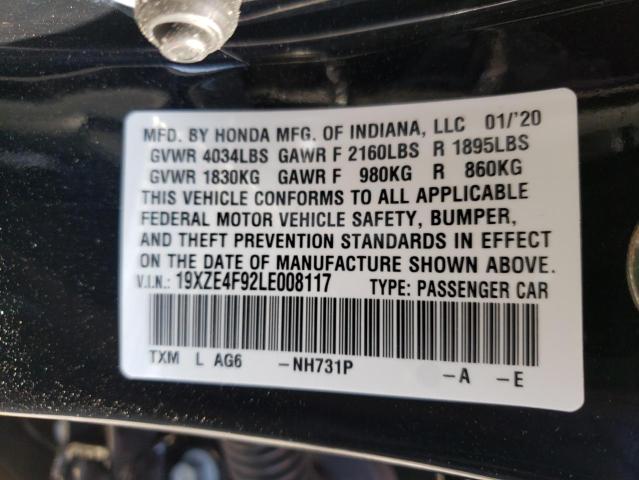 MFD. BY HONDA MFG. OF INDIANA, LLC 01/'20
GVWR 4034LBS GAWR F 2160LBS R 1895LBS
GVWR 1830KG GAWR F 980KG R 860KG
THIS VEHICLE CONFORMS TO ALL APPLICABLE
FEDERAL MOTOR VEHICLE SAFETY, BUMPER,
AND THEFT PREVENTION STANDARDS IN EFFECT
ON THE DATE OF MANUFACTURE SHOWN ABOVE.
V.I.N.: 19XZE4F92LE008117 TYPE: PASSENGER CAR
TXM L AG6 -NH731P -A -E